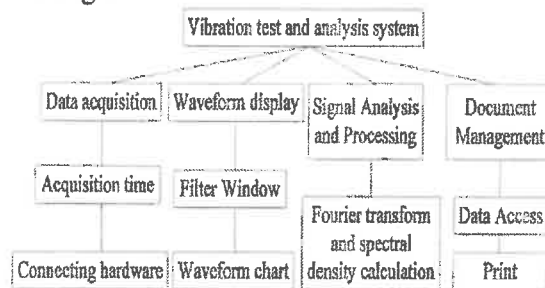 Vibration test and analysis system
Data acquisition
Waveform display
Signal Analysis
and Processing
Document
Management
Acquisition time
Filter Window
Fourier transform
and spectral
density calculation
Data Access
Connecting hardware
Waveform chart
Print